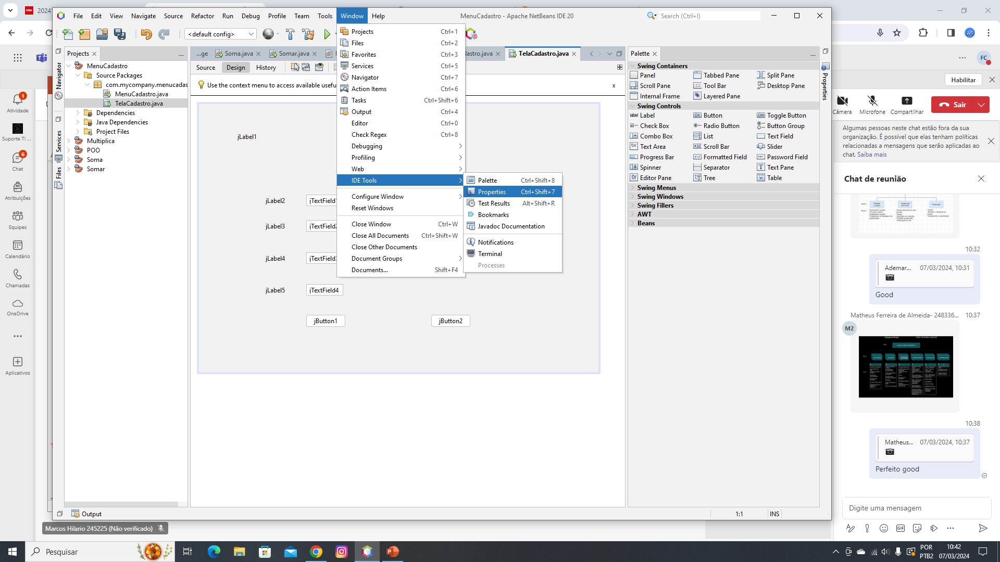 2024
File Edit View Navigate Source Refactor Run Debug Profile Team Tools Window Help
MenuCadastro - Apache NetBeans IDE 20
Search (Ctrl+I)
<default config>
Projects
...ge Soma.java Somar.java
TelaCadastro.java
Source Design History
Use the context menu to access available usefu
x
Navigator
Services
Files
MenuCadastro
Source Packages
com.mycompany.menucadas
MenuCadastro.java
TelaCadastro.java
Dependencies
Java Dependencies
Project Files
Multiplica
POO
Soma
Somar
jLabel1
jLabel2
jLabel3
jLabel4
jLabel5
jTextField4
jButton1
jButton2
Projects Ctrl+1
Files Ctrl+2
Favorites Ctrl+3
Services Ctrl+5
Navigator Ctrl+7
Action Items Ctrl+6
Tasks Ctrl+Shift+6
Output Ctrl+4
Editor Ctrl+0
Check Regex Ctrl+8
Debugging
Profiling
Web
IDE Tools
Configure Window
Reset Windows
Close Window Ctrl+W
Close All Documents Ctrl+Shift+W
Close Other Documents
Document Groups
Documents... Shift+F4
Palette Ctrl+Shift+8
Properties Ctrl+Shift+7
Test Results Alt+Shift+R
Bookmarks
Javadoc Documentation
Notifications
Terminal
Processes
Palette
Swing Containers
Panel Tabbed Pane Split Pane
Scroll Pane Tool Bar Desktop Pane
Internal Frame Layered Pane
Swing Controls
Label Button Toggle Button
Check Box Radio Button Button Group
Combo Box List Text Field
Text Area Scroll Bar Slider
Progress Bar Formatted Field Password Field
Spinner Separator Text Pane
Editor Pane Tree Table
Swing Menus
Swing Windows
Swing Fillers
AWT
Beans
Properties
Output
1:1 INS
Marcos Hilario 245225 (Não verificado)
Atividade
Suporte TI ...
Chat
Atribuições
Equipes
Calendário
Chamadas
OneDrive
Aplicativos
FC
Habilitar
Câmera Microfone Compartilhar Sair
Algumas pessoas neste chat estão fora da sua
organização. É possível que elas tenham políticas
relacionadas a mensagens que serão aplicadas ao
chat. Saiba mais
Chat de reunião
10:32
Ademar... 07/03/2024, 10:31
Good
Matheus Ferreira de Almeida- 248336... 10:37
M2
10:38
Matheus... 07/03/2024, 10:37
Perfeito good
Digite uma mensagem
Pesquisar
POR
PTB2
10:42
07/03/2024